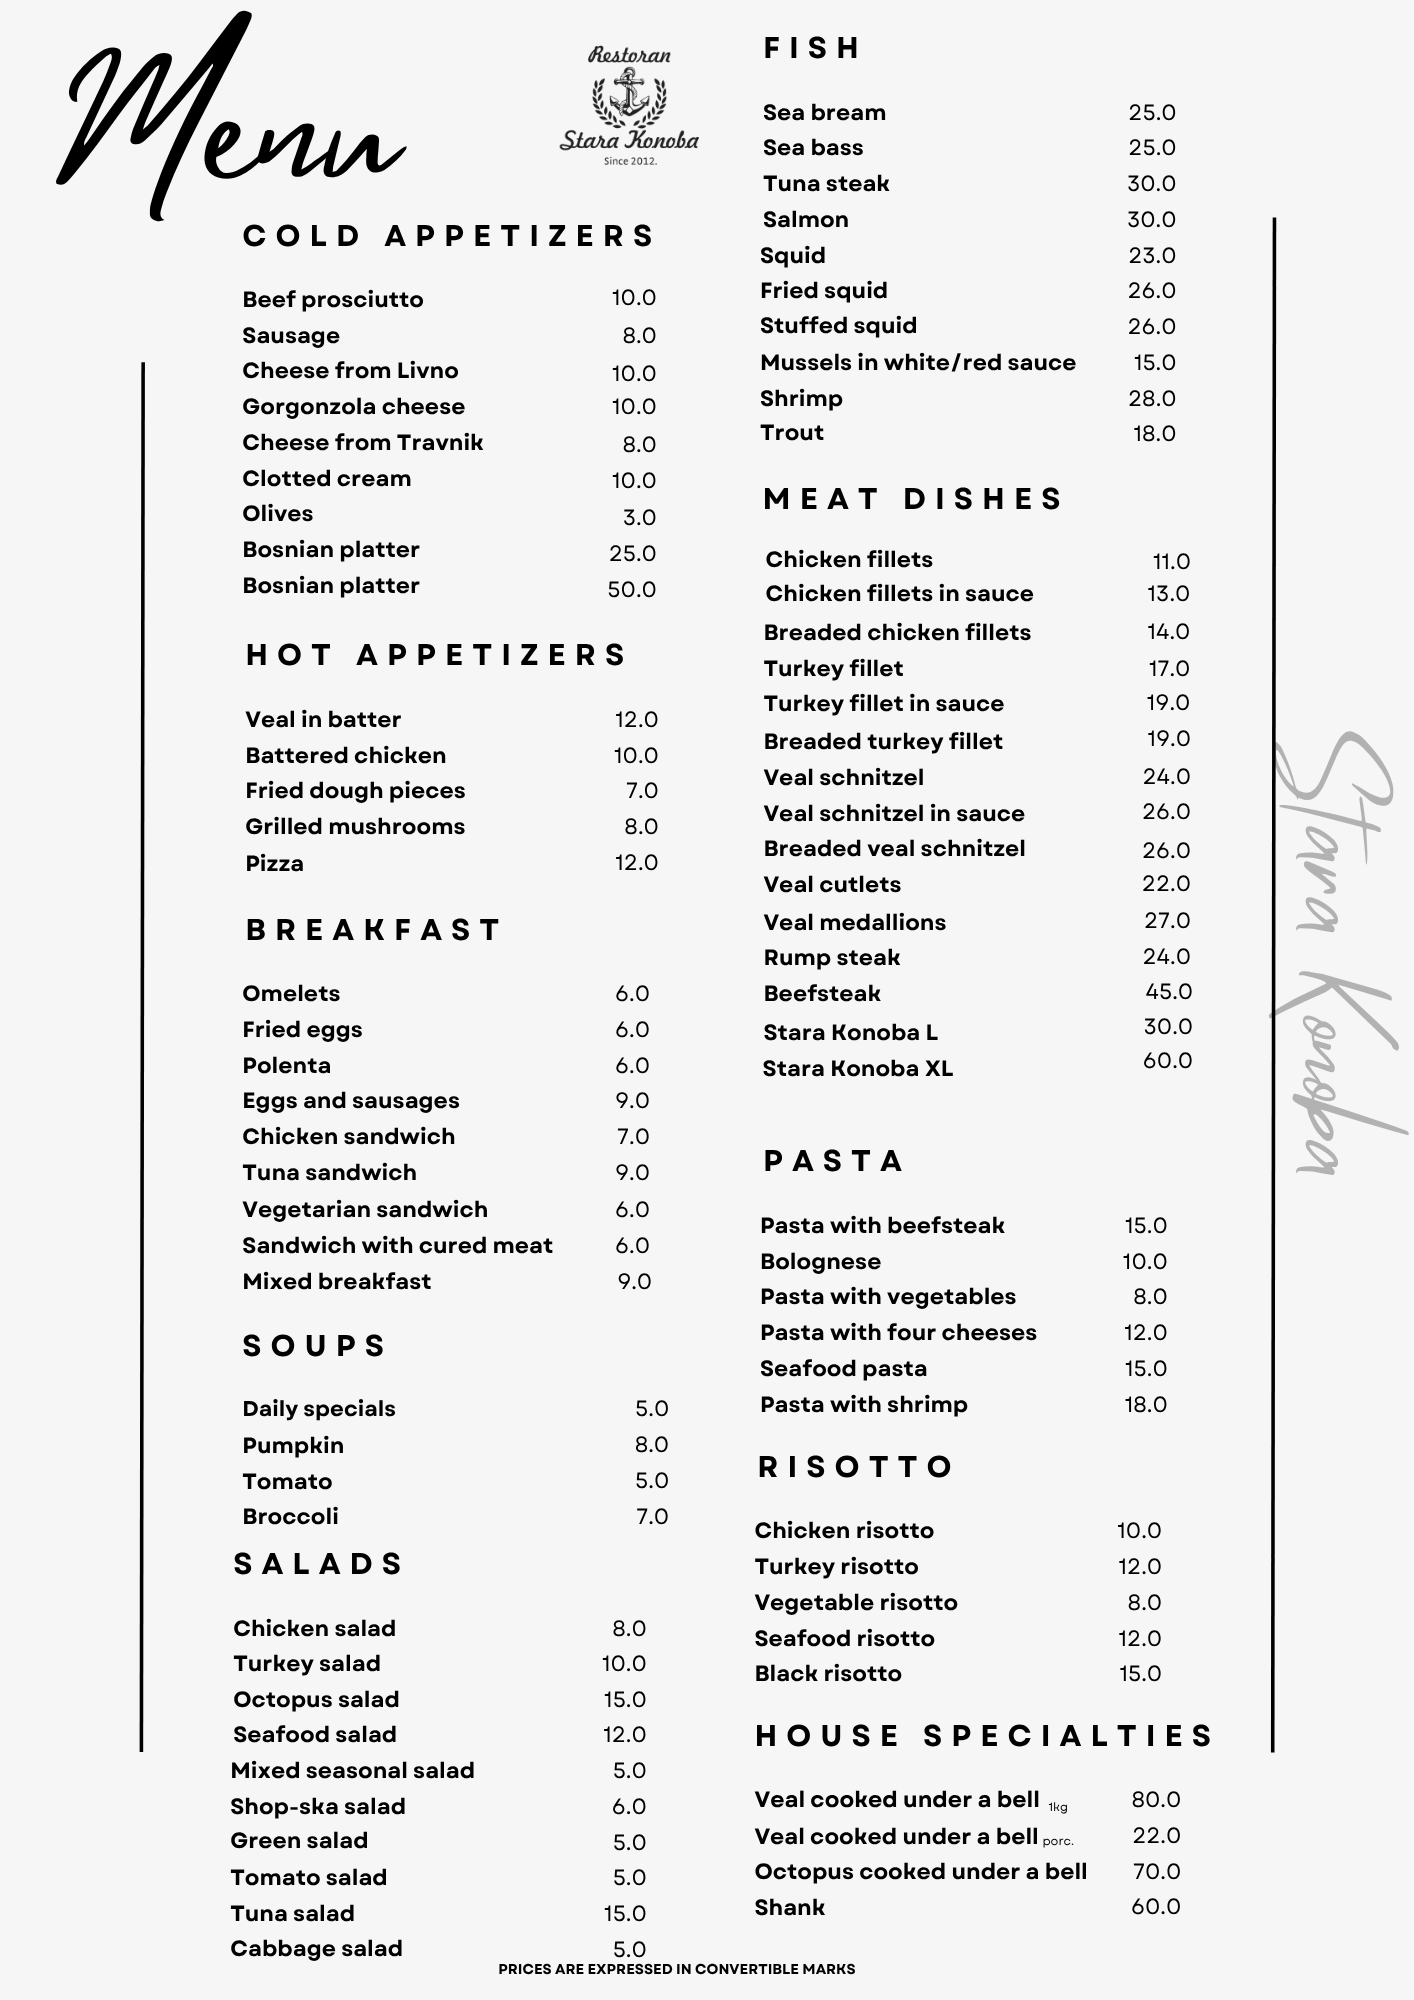 Menu
Restoran
Stara Konoba
Since 2012.
COLD APPETIZERS
Beef prosciutto 10.0
Sausage 8.0
Cheese from Livno 10.0
Gorgonzola cheese 10.0
Cheese from Travnik 8.0
Clotted cream 10.0
Olives 3.0
Bosnian platter 25.0
Bosnian platter 50.0
HOT APPETIZERS
Veal in batter 12.0
Battered chicken 10.0
Fried dough pieces 7.0
Grilled mushrooms 8.0
Pizza 12.0
BREAKFAST
Omelets 6.0
Fried eggs 6.0
Polenta 6.0
Eggs and sausages 9.0
Chicken sandwich 7.0
Tuna sandwich 9.0
Vegetarian sandwich 6.0
Sandwich with cured meat 6.0
Mixed breakfast 9.0
SOUPS
Daily specials 5.0
Pumpkin 8.0
Tomato 5.0
Broccoli 7.0
SALADS
Chicken salad 8.0
Turkey salad 10.0
Octopus salad 15.0
Seafood salad 12.0
Mixed seasonal salad 5.0
Shop-ska salad 6.0
Green salad 5.0
Tomato salad 5.0
Tuna salad 15.0
Cabbage salad 5.0
FISH
Sea bream 25.0
Sea bass 25.0
Tuna steak 30.0
Salmon 30.0
Squid 23.0
Fried squid 26.0
Stuffed squid 26.0
Mussels in white/red sauce 15.0
Shrimp 28.0
Trout 18.0
MEAT DISHES
Chicken fillets 11.0
Chicken fillets in sauce 13.0
Breaded chicken fillets 14.0
Turkey fillet 17.0
Turkey fillet in sauce 19.0
Breaded turkey fillet 19.0
Veal schnitzel 24.0
Veal schnitzel in sauce 26.0
Breaded veal schnitzel 26.0
Veal cutlets 22.0
Veal medallions 27.0
Rump steak 24.0
Beefsteak 45.0
Stara Konoba L 30.0
Stara Konoba XL 60.0
PASTA
Pasta with beefsteak 15.0
Bolognese 10.0
Pasta with vegetables 8.0
Pasta with four cheeses 12.0
Seafood pasta 15.0
Pasta with shrimp 18.0
RISOTTO
Chicken risotto 10.0
Turkey risotto 12.0
Vegetable risotto 8.0
Seafood risotto 12.0
Black risotto 15.0
HOUSE SPECIALTIES
Veal cooked under a bell 1kg 80.0
Veal cooked under a bell porc. 22.0
Octopus cooked under a bell 70.0
Shank 60.0
Stara Konoba
PRICES ARE EXPRESSED IN CONVERTIBLE MARKS